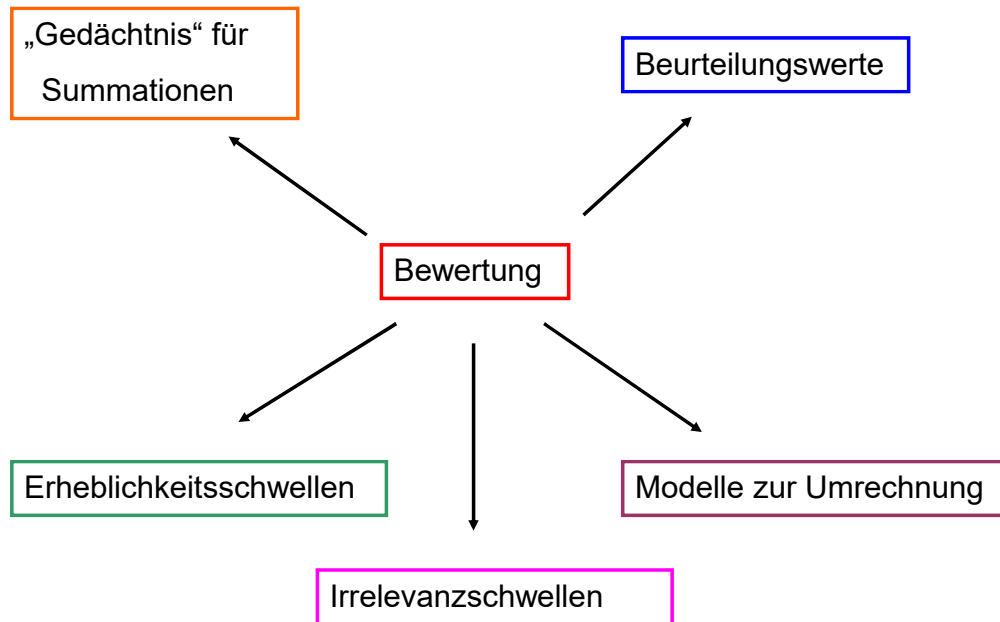 „Gedächtnis“ für
Summationen
Beurteilungswerte
Bewertung
Erheblichkeitsschwellen
Modelle zur Umrechnung
Irrelevanzschwellen